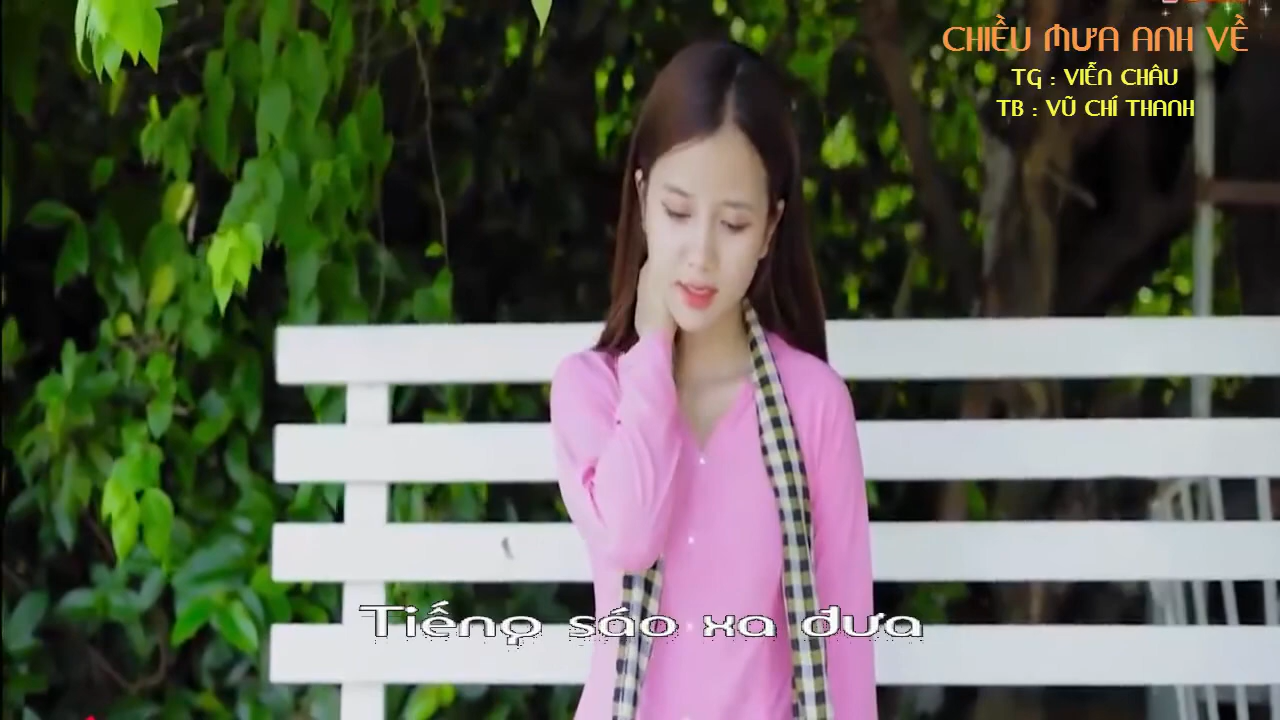 CHIỀU MƯA ANH VỀ
TG : VIỄN CHÂU
TB : VŨ CHÍ THANH
Tiếng sáo xa đưa